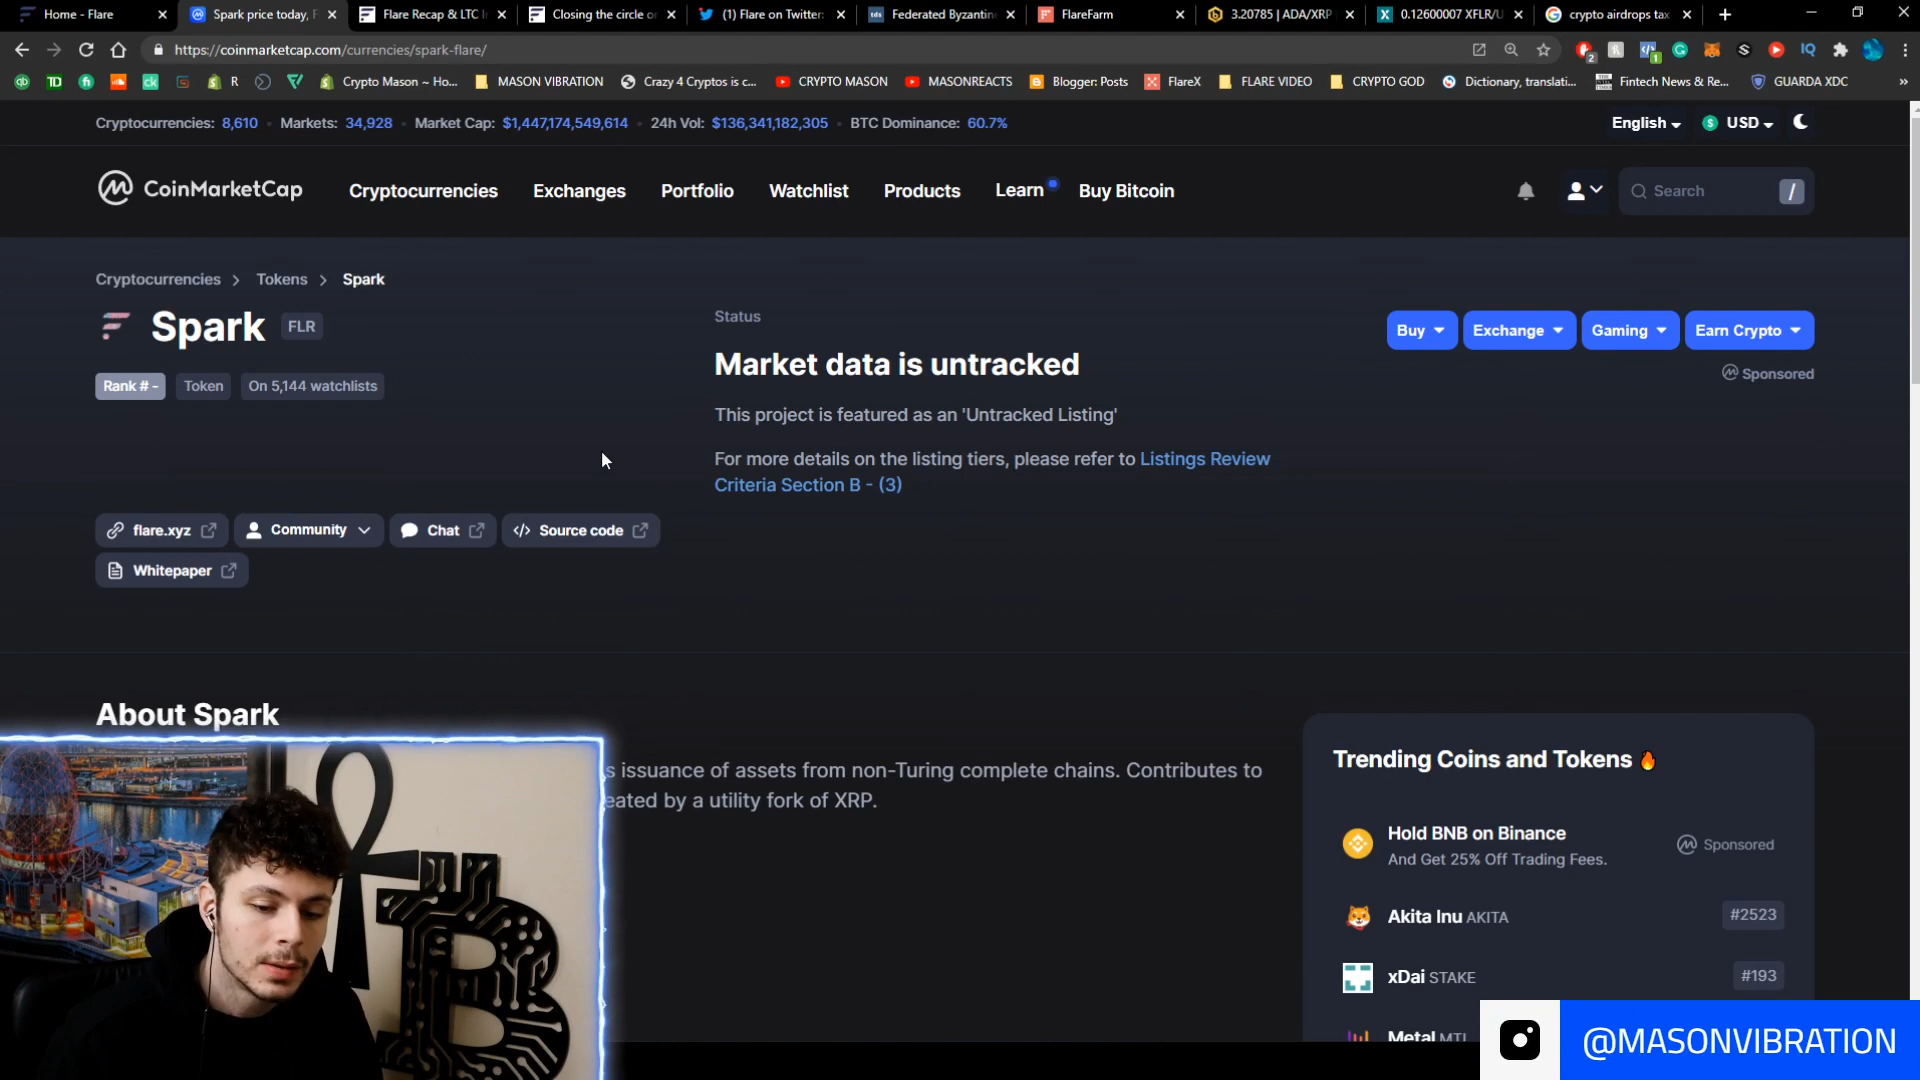 Home - Flare
Spark price today, F
Flare Recap & LTC I
Closing the circle o
(1) Flare on Twitter:
Federated Byzantin
FlareFarm
3.20785 | ADA/XRP
0.12600007 XFLR/U
crypto airdrops tax
https://coinmarketcap.com/currencies/spark-flare/
R
Crypto Mason ~ Ho...
MASON VIBRATION
Crazy 4 Cryptos is c...
CRYPTO MASON
MASONREACTS
Blogger: Posts
FlareX
FLARE VIDEO
CRYPTO GOD
Dictionary, translati...
Fintech News & Re...
GUARDA XDC
»
Cryptocurrencies: 8,610 Markets: 34,928 Market Cap: $1,447,174,549,614 24h Vol: $136,341,182,305 BTC Dominance: 60.7%
English
USD
CoinMarketCap
Cryptocurrencies
Exchanges
Portfolio
Watchlist
Products
Learn
Buy Bitcoin
Search
/
Cryptocurrencies > Tokens > Spark
Spark FLR
Rank # -
Token
On 5,144 watchlists
Status
Market data is untracked
This project is featured as an 'Untracked Listing'
For more details on the listing tiers, please refer to Listings Review
Criteria Section B - (3)
Buy
Exchange
Gaming
Earn Crypto
Sponsored
flare.xyz
Community
Chat
Source code
Whitepaper
About Spark
s issuance of assets from non-Turing complete chains. Contributes to
eated by a utility fork of XRP.
Trending Coins and Tokens
Hold BNB on Binance
And Get 25% Off Trading Fees.
Sponsored
Akita Inu AKITA
#2523
xDai STAKE
#193
Metal MTL
@MASONVIBRATION